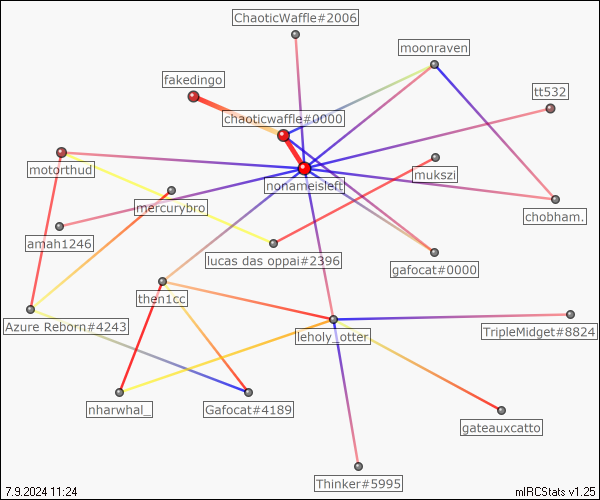 ChaoticWaffle#2006
moonraven
fakedingo
tt532
chaoticwaffle#0000
motorthud
mukszi
nonameisleft
mercurybro
chobham.
amah1246
lucas das oppai#2396
gafocat#0000
then1cc
Azure Reborn#4243
leholy_otter
TripleMidget#8824
nharwhal_
Gafocat#4189
gateauxcatto
Thinker#5995
7.9.2024 11:24
mIRCStats v1.25